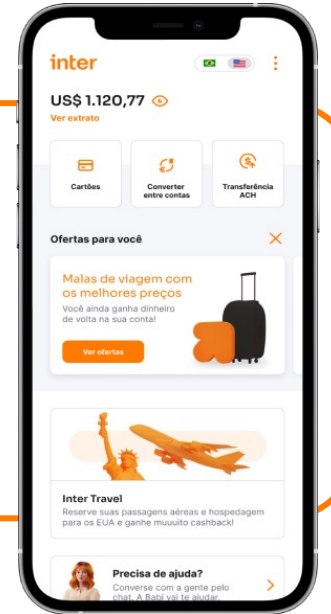 inter
US$ 1.120,77
Ver extrato
Cartões
Converter
entre contas
Transferência
ACH
Ofertas para você
Malas de viagem com
os melhores preços
Você ainda ganha dinheiro
de volta na sua conta!
Ver ofertas
Inter Travel
Reserve suas passagens aéreas e hospedagem
para os EUA e ganhe muuuito cashback!
Precisa de ajuda?
Converse com a gente pelo
chat. A Babi vai te ajudar.